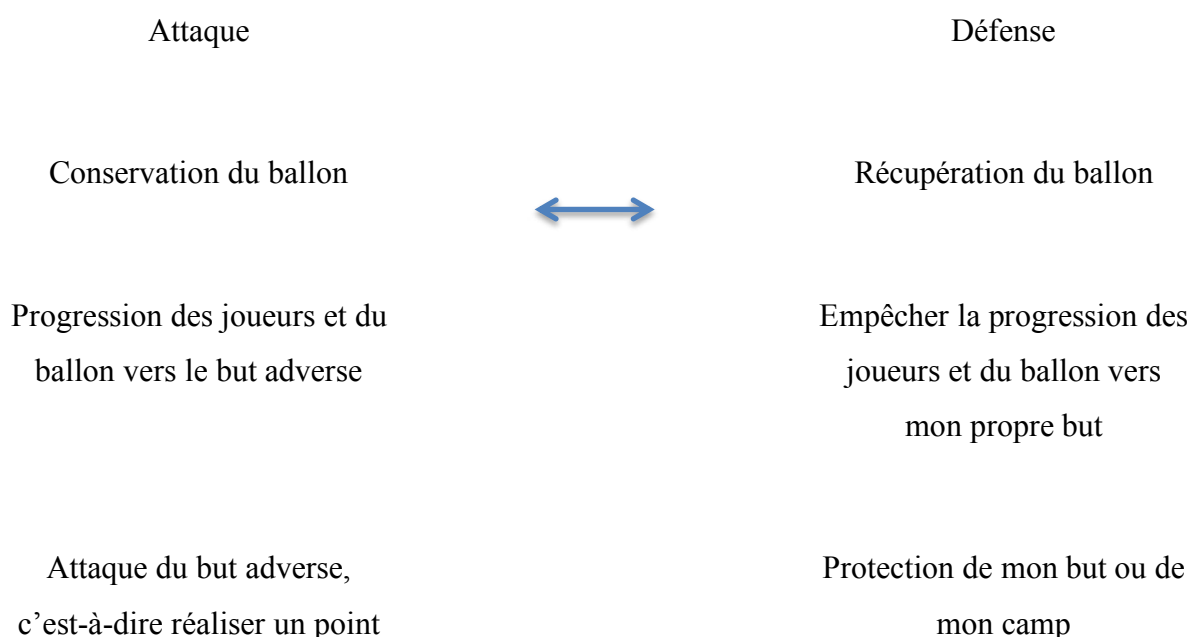 Attaque
Défense
Conservation du ballon
Récupération du ballon
Progression des joueurs et du
ballon vers le but adverse
Empêcher la progression des
joueurs et du ballon vers
mon propre but
Attaque du but adverse,
c’est-à-dire réaliser un point
Protection de mon but ou de
mon camp